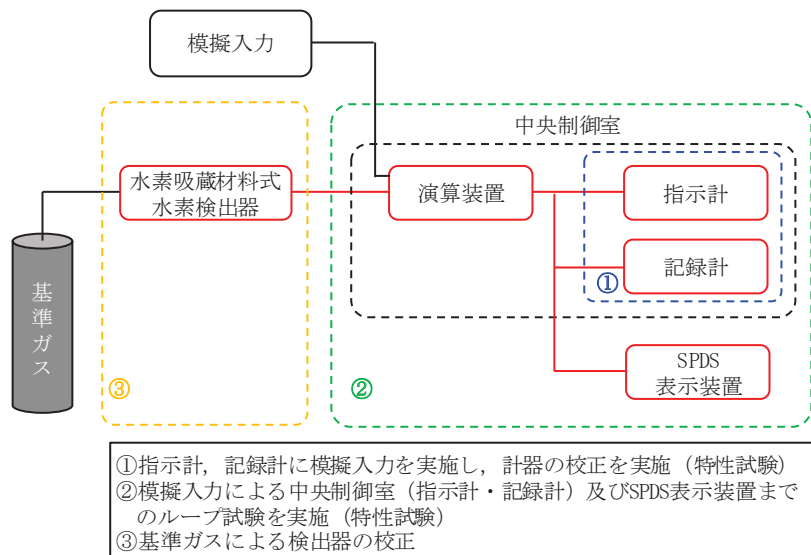 模擬入力
中央制御室
水素吸蔵材料式
水素検出器
演算装置
指示計
記録計
①
基準ガス
③
②
SPDS
表示装置
①指示計，記録計に模擬入力を実施し，計器の校正を実施（特性試験）
②模擬入力による中央制御室（指示計・記録計）及びSPDS表示装置まで
のループ試験を実施（特性試験）
③基準ガスによる検出器の校正